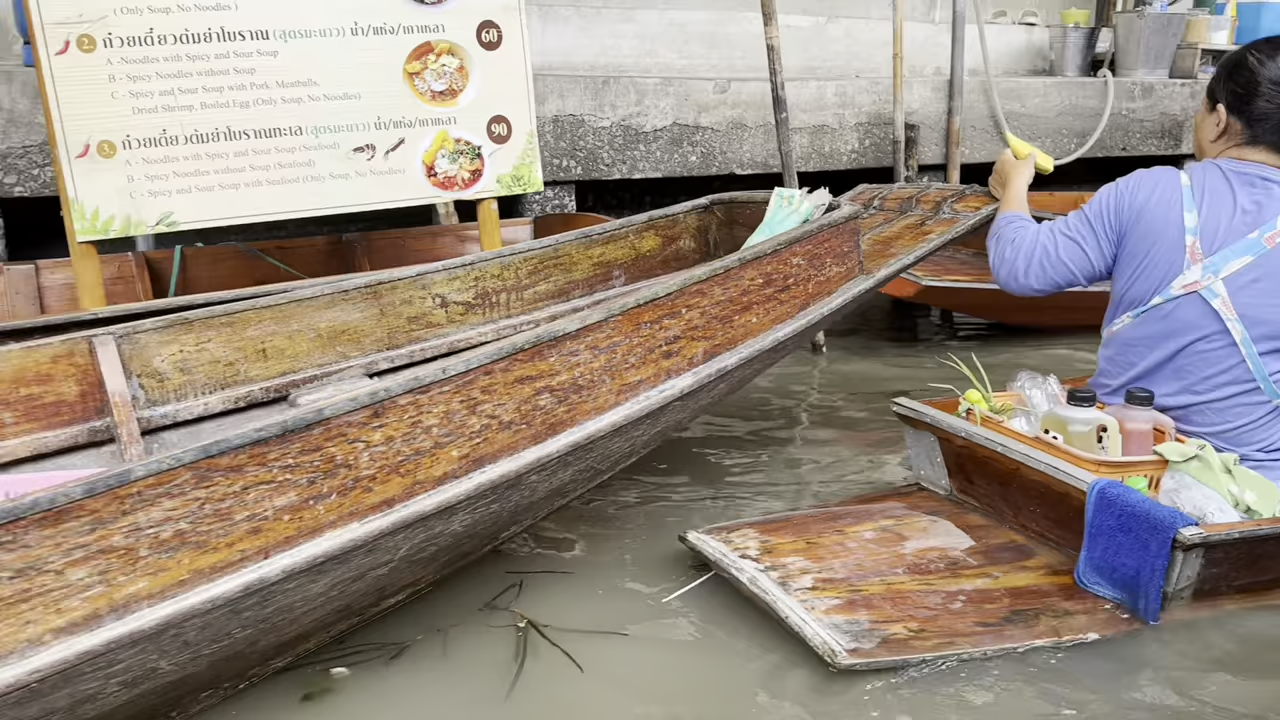 ( Only Soup, No Noodles )
2. ก๋วยเตี๋ยวต้มยำโบราณ (สูตรมะนาว) น้ำ/แห้ง/เกาหลา 60
A -Noodles with Spicy and Sour Soup
B - Spicy Noodles without Soup
C - Spicy and Sour Soup with Pork, Meatballs,
Dried Shrimp, Boiled Egg (Only Soup, No Noodles)
3. ก๋วยเตี๋ยวต้มยำโบราณทะเล (สูตรมะนาว) น้ำ/แห้ง/เกาหลา 90
A - Noodles with Spicy and Sour Soup (Seafood)
B - Spicy Noodles without Soup (Seafood)
C - Spicy and Sour Soup with Seafood (Only Soup, No Noodles)